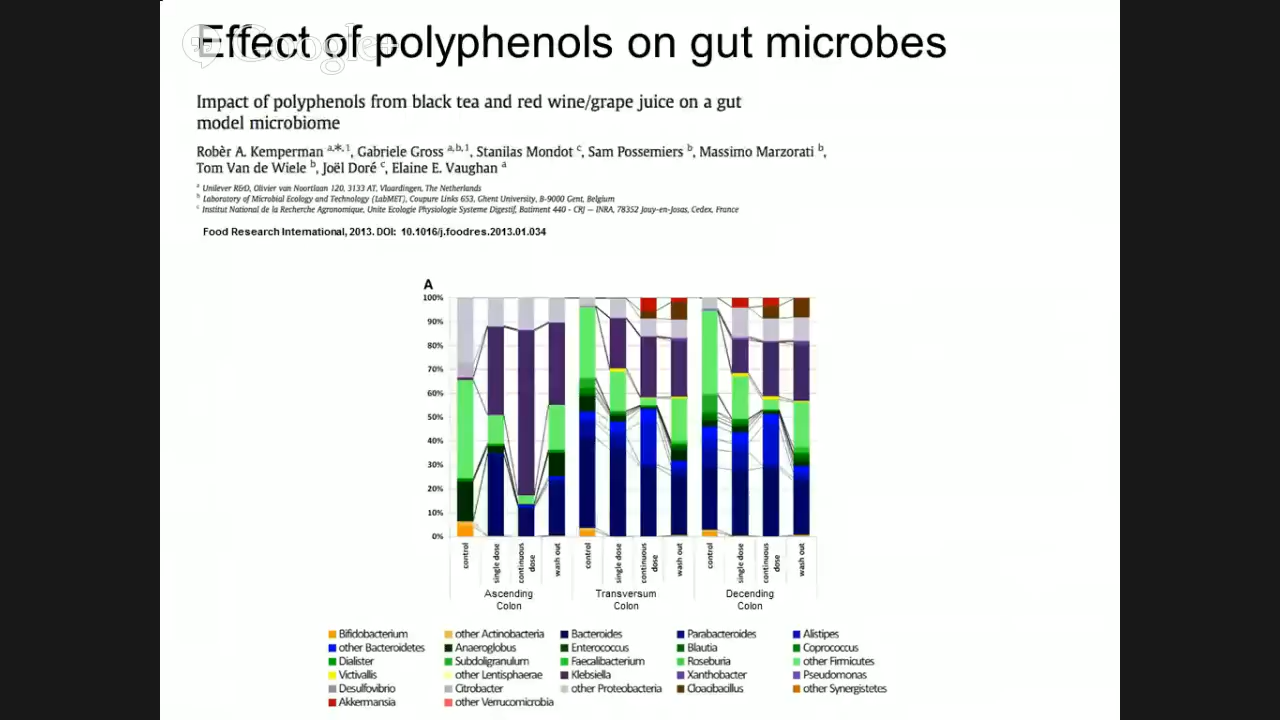 Effect of polyphenols on gut microbes
Google+
Impact of polyphenols from black tea and red wine/grape juice on a gut
model microbiome
Robèr A. Kemperman a,*,1, Gabriele Gross a,b,1, Stanilas Mondot c, Sam Possemiers b, Massimo Marzorati b,
Tom Van de Wiele b, Joël Doré c, Elaine E. Vaughan a
a Unilever R&D, Olivier van Noortlaan 120, 3133 AT, Vlaardingen, The Netherlands
b Laboratory of Microbial Ecology and Technology (LabMET), Coupure Links 653, Ghent University, B-9000 Gent, Belgium
c Institut National de la Recherche Agronomique, Unite Ecologie Physiologie Systeme Digestif, Batiment 440 - CRJ – INRA, 78352 Jouy-en-Josas, Cedex, France
Food Research International, 2013. DOI: 10.1016/j.foodres.2013.01.034
A
100%
90%
80%
70%
60%
50%
40%
30%
20%
10%
0%
control single dose continuous dose wash out control single dose continuous dose wash out control single dose continuous dose wash out
Ascending Transversum Decending
Colon Colon Colon
Bifidobacterium other Actinobacteria Bacteroides Parabacteroides Alistipes
other Bacteroidetes Anaeroglobus Enterococcus Blautia Coprococcus
Dialister Subdoligranulum Faecalibacterium Roseburia other Firmicutes
Victivallis other Lentisphaerae Klebsiella Xanthobacter Pseudomonas
Desulfovibrio Citrobacter other Proteobacteria Cloacibacillus other Synergistetes
Akkermansia other Verrucomicrobia